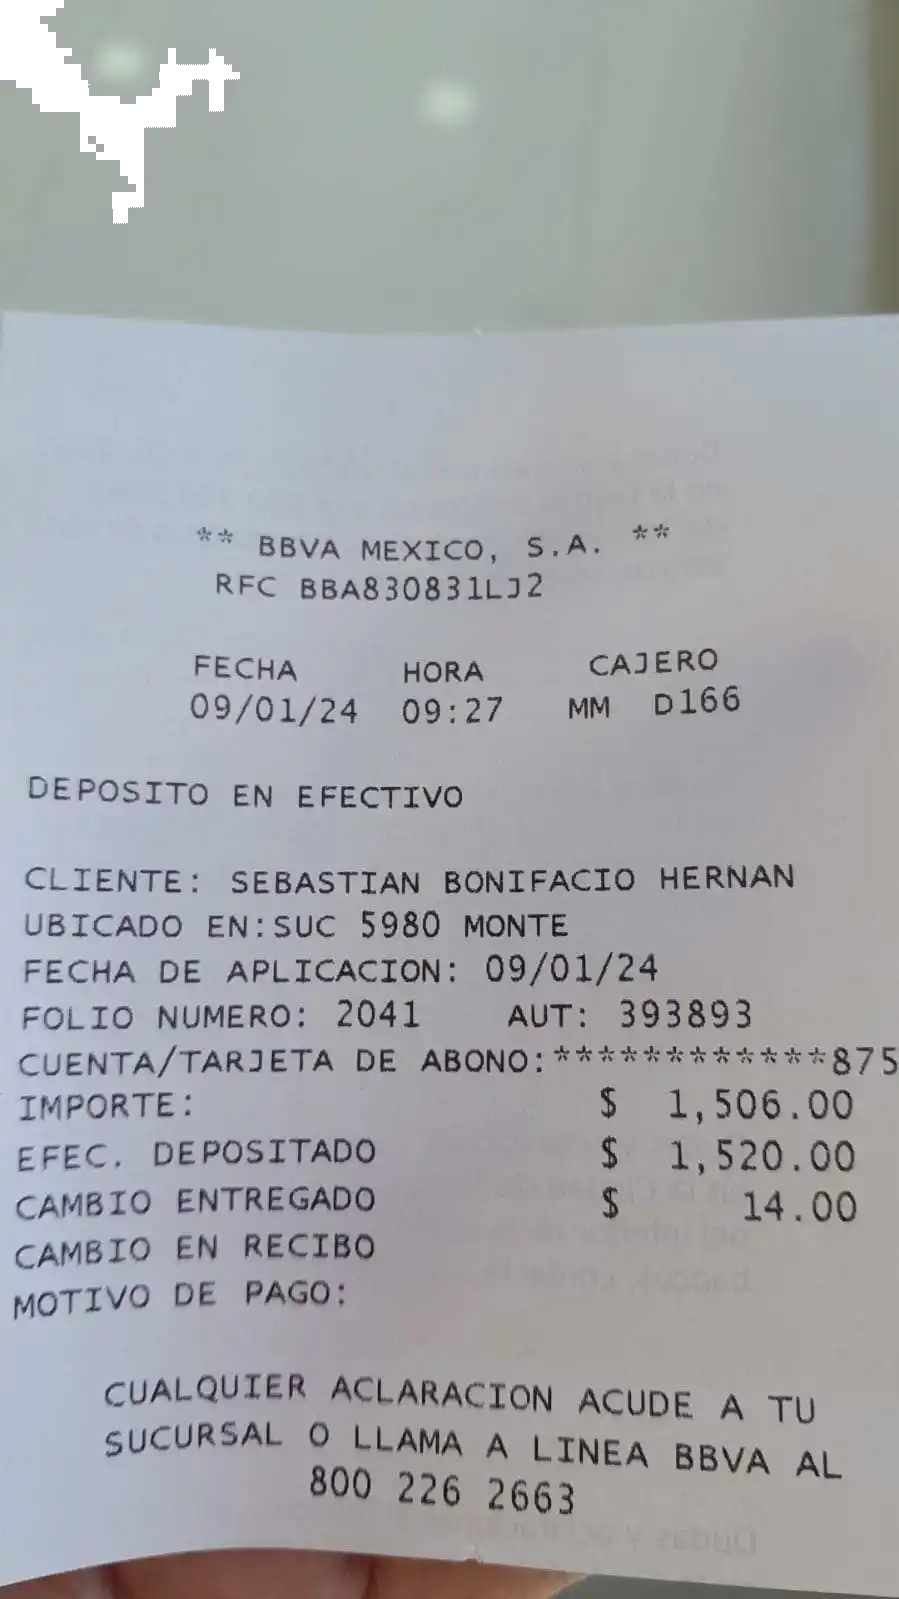 ** BBVA MEXICO, S.A. **
RFC BBA830831LJ2
FECHA HORA CAJERO
09/01/24 09:27 MM D166
DEPOSITO EN EFECTIVO
CLIENTE: SEBASTIAN BONIFACIO HERNAN
UBICADO EN:SUC 5980 MONTE
FECHA DE APLICACION: 09/01/24
FOLIO NUMERO: 2041 AUT: 393893
CUENTA/TARJETA DE ABONO:************875
IMPORTE: $ 1,506.00
EFEC. DEPOSITADO $ 1,520.00
CAMBIO ENTREGADO $ 14.00
CAMBIO EN RECIBO
MOTIVO DE PAGO:
CUALQUIER ACLARACION ACUDE A TU
SUCURSAL O LLAMA A LINEA BBVA AL
800 226 2663